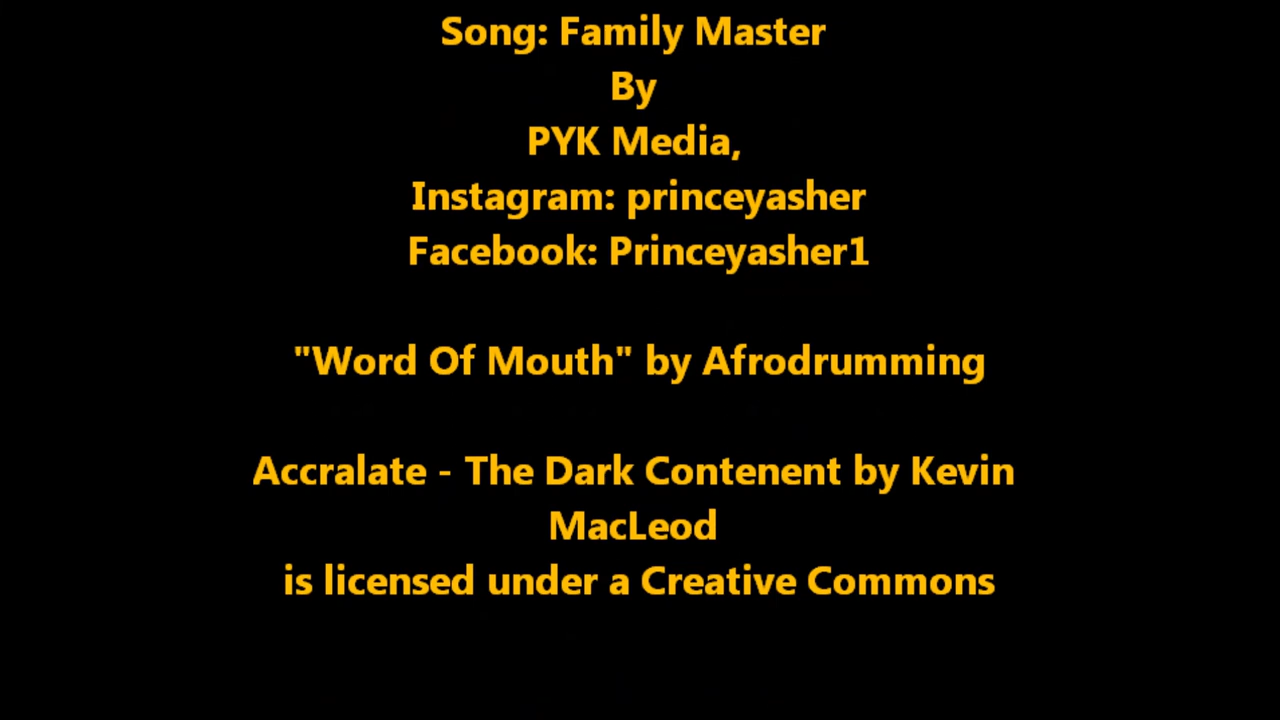 Song: Family Master
By
PYK Media,
Instagram: princeyasher
Facebook: Princeyasher1
"Word Of Mouth" by Afrodrumming
Accralate - The Dark Contenent by Kevin
MacLeod
is licensed under a Creative Commons